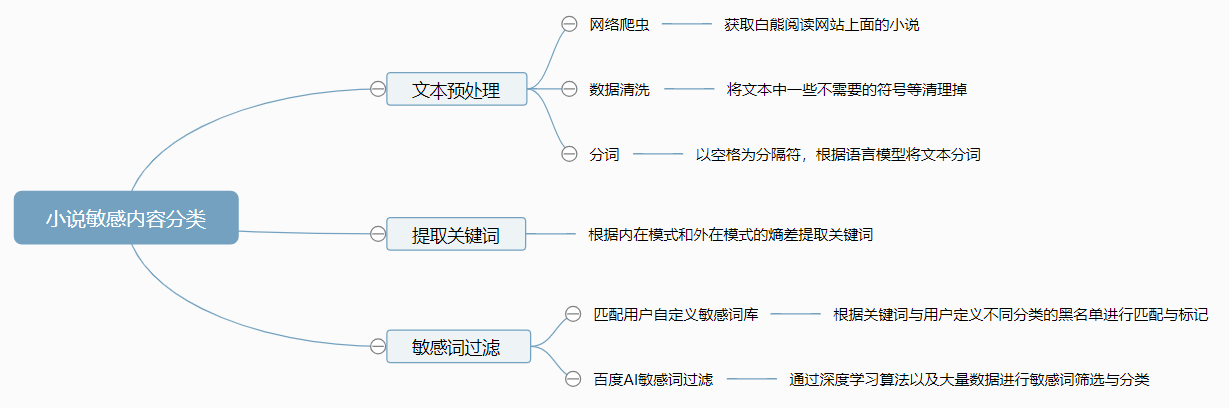 小说敏感内容分类
文本预处理
网络爬虫
获取白熊阅读网站上面的小说
数据清洗
将文本中一些不需要的符号等清理掉
分词
以空格为分隔符，根据语言模型将文本分词
提取关键词
根据内在模式和外在模式的熵差提取关键词
敏感词过滤
匹配用户自定义敏感词库
根据关键词与用户定义不同分类的黑名单进行匹配与标记
百度AI敏感词过滤
通过深度学习算法以及大量数据进行敏感词筛选与分类